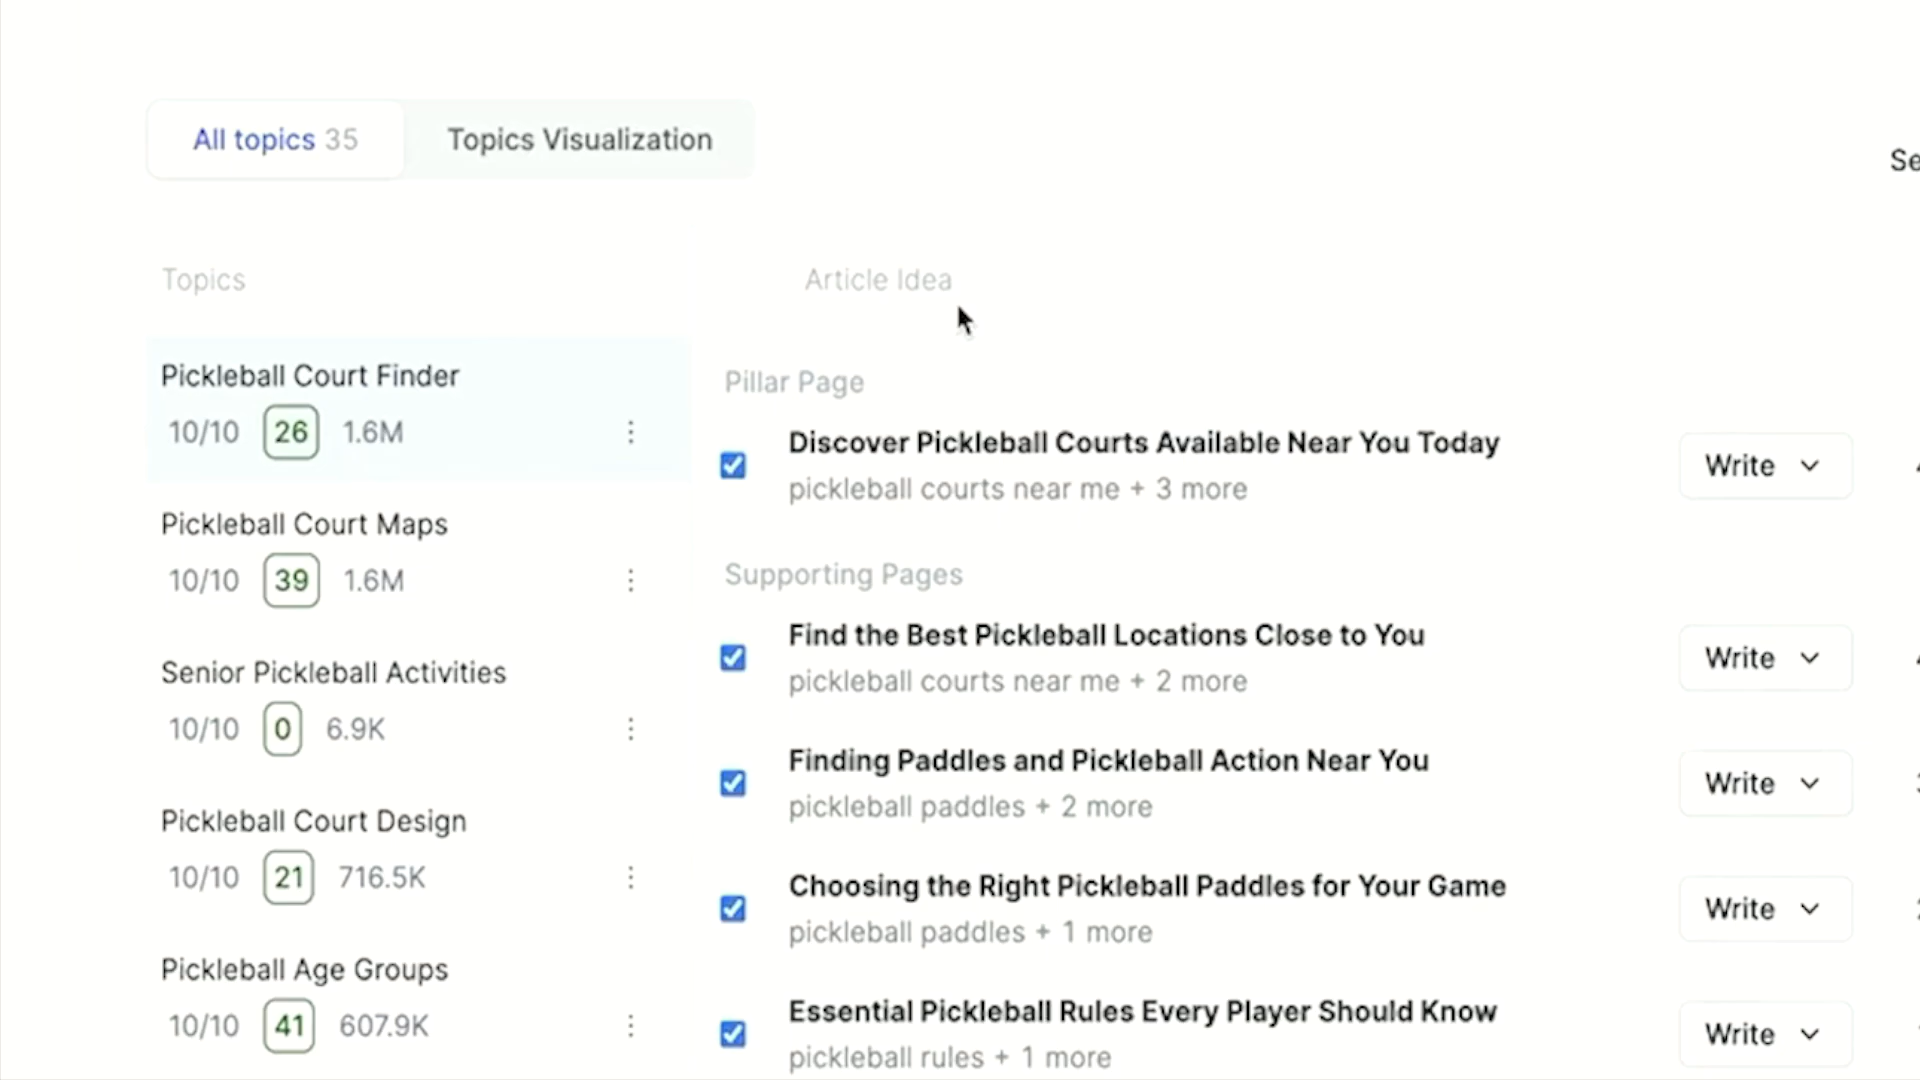 All topics 35
Topics Visualization
Se
Topics
Article Idea
Pickleball Court Finder
10/10 26 1.6M
Pickleball Court Maps
10/10 39 1.6M
Senior Pickleball Activities
10/10 0 6.9K
Pickleball Court Design
10/10 21 716.5K
Pickleball Age Groups
10/10 41 607.9K
Pillar Page
Discover Pickleball Courts Available Near You Today
pickleball courts near me + 3 more
Write
Supporting Pages
Find the Best Pickleball Locations Close to You
pickleball courts near me + 2 more
Write
Finding Paddles and Pickleball Action Near You
pickleball paddles + 2 more
Write
Choosing the Right Pickleball Paddles for Your Game
pickleball paddles + 1 more
Write
Essential Pickleball Rules Every Player Should Know
pickleball rules + 1 more
Write